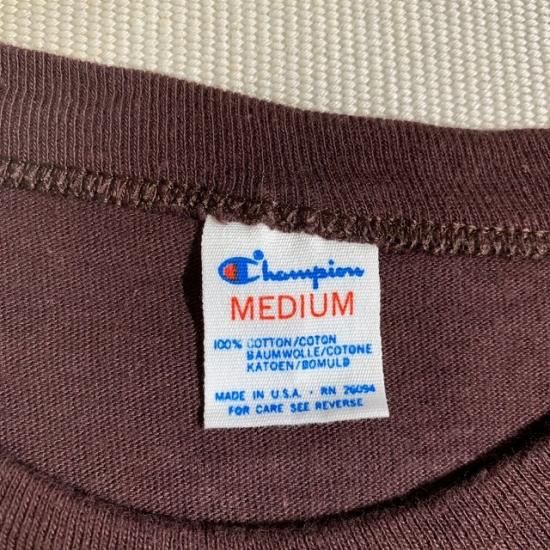 Champion
MEDIUM
100% COTTON/COTON
BAUMWOLLE/COTONE
KATOEN/BOMULD
MADE IN U.S.A. · RN 26094
FOR CARE SEE REVERSE